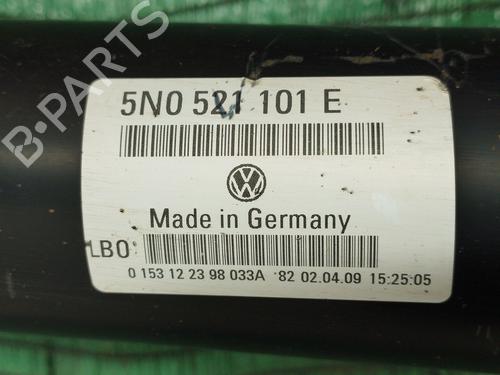 B-PARTS
5N0 521 101 E
Made in Germany
LBO
0 153 12 23 98 033A 82 02.04.09 15:25:05